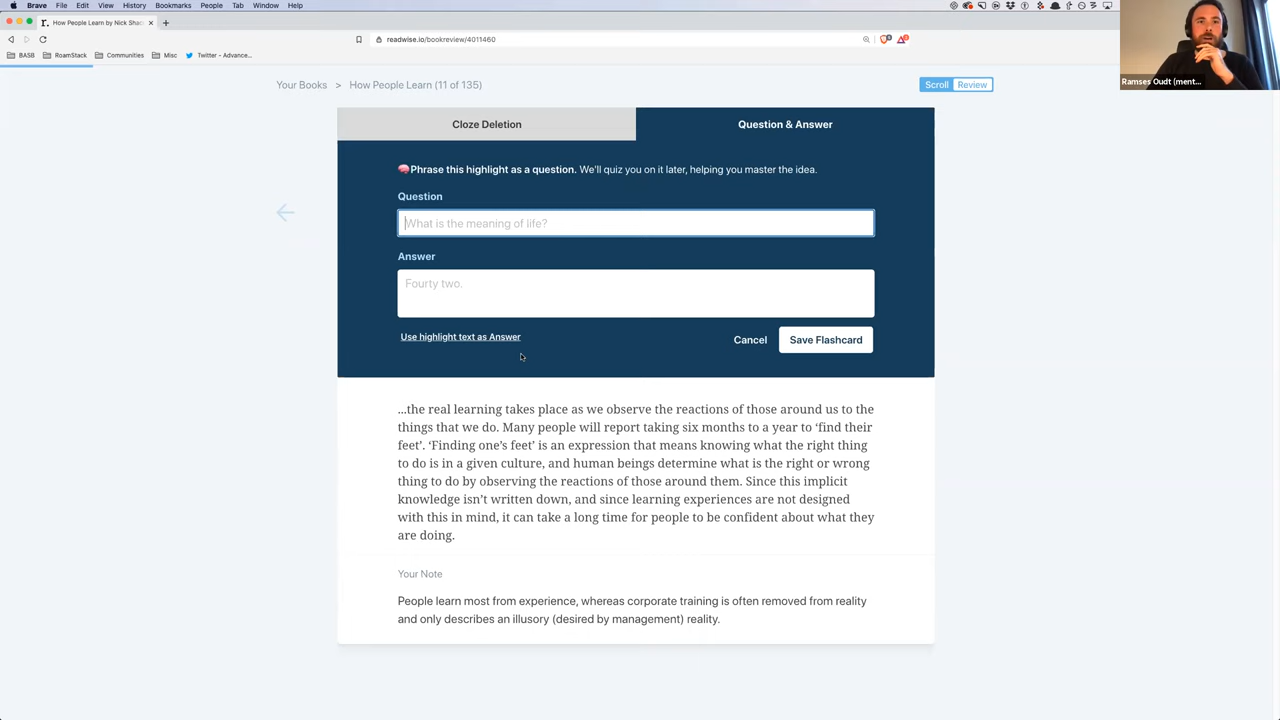 Brave File Edit View History Bookmarks People Tab Window Help
r. How People Learn by Nick Shac × +
readwise.io/bookreview/4011460
BASB RoamStack Communities Misc Twitter - Advance...
Ramses Oudt (ment...
Your Books > How People Learn (11 of 135)
Scroll Review
Cloze Deletion Question & Answer
🧠Phrase this highlight as a question. We'll quiz you on it later, helping you master the idea.
Question
What is the meaning of life?
Answer
Fourty two.
Use highlight text as Answer
Cancel Save Flashcard
...the real learning takes place as we observe the reactions of those around us to the
things that we do. Many people will report taking six months to a year to ‘find their
feet’. ‘Finding one’s feet’ is an expression that means knowing what the right thing
to do is in a given culture, and human beings determine what is the right or wrong
thing to do by observing the reactions of those around them. Since this implicit
knowledge isn’t written down, and since learning experiences are not designed
with this in mind, it can take a long time for people to be confident about what they
are doing.
Your Note
People learn most from experience, whereas corporate training is often removed from reality
and only describes an illusory (desired by management) reality.